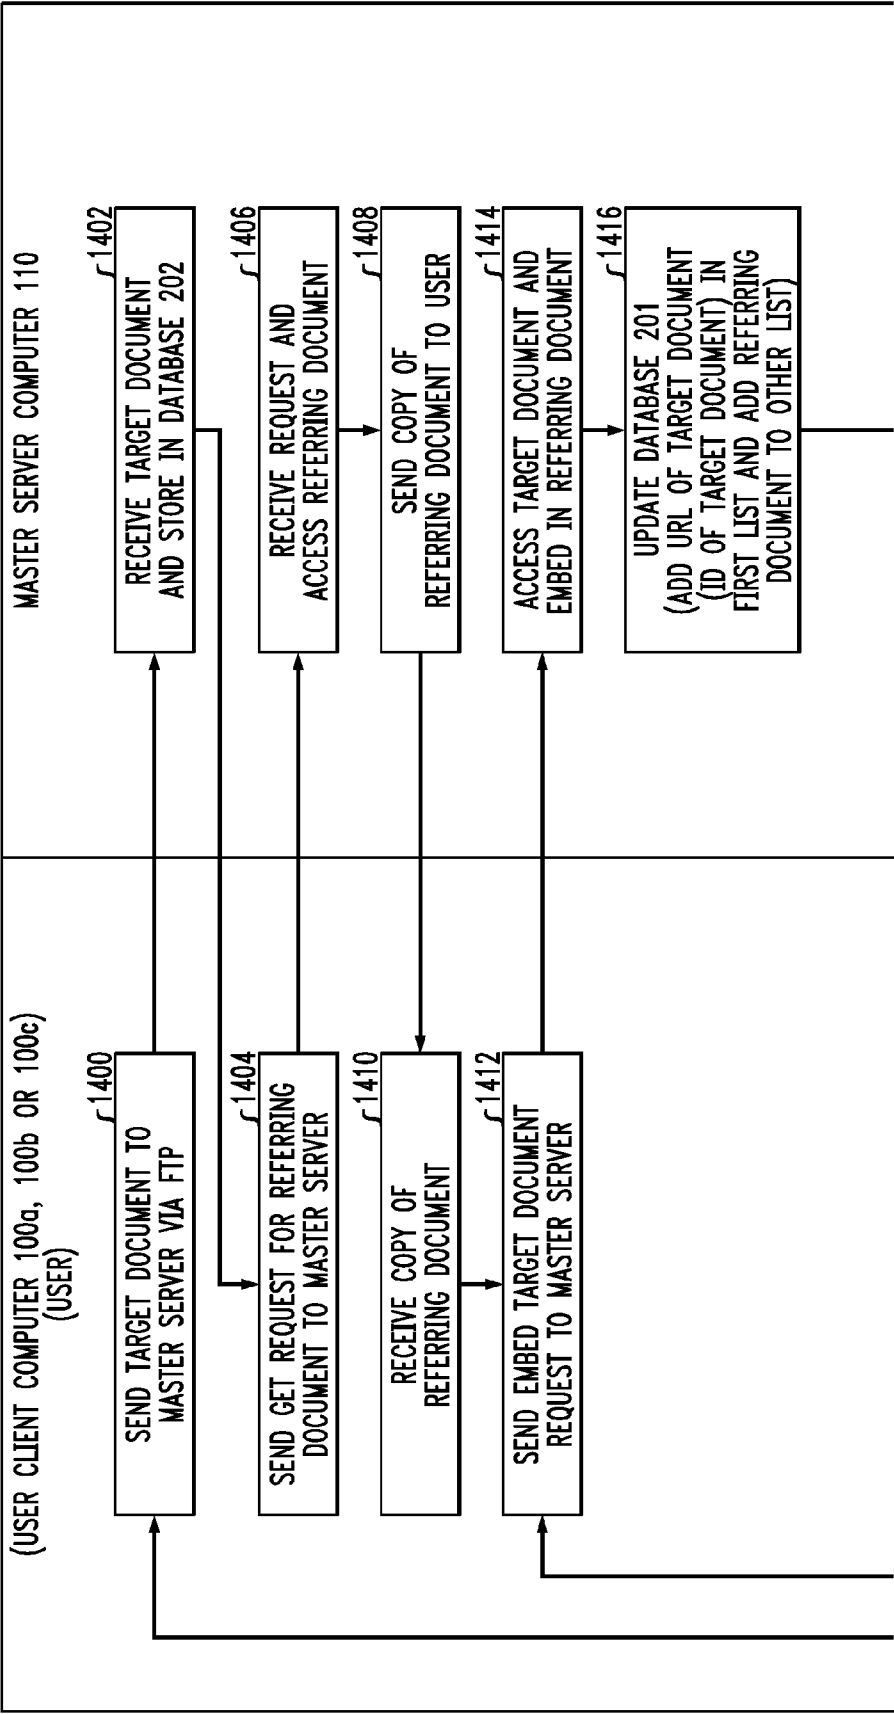 (USER CLIENT COMPUTER 100a, 100b OR 100c)
(USER)
MASTER SERVER COMPUTER 110
1400
SEND TARGET DOCUMENT TO
MASTER SERVER VIA FTP
1402
RECEIVE TARGET DOCUMENT
AND STORE IN DATABASE 202
1404
SEND GET REQUEST FOR REFERRING
DOCUMENT TO MASTER SERVER
1406
RECEIVE REQUEST AND
ACCESS REFERRING DOCUMENT
1408
SEND COPY OF
REFERRING DOCUMENT TO USER
1410
RECEIVE COPY OF
REFERRING DOCUMENT
1412
SEND EMBED TARGET DOCUMENT
REQUEST TO MASTER SERVER
1414
ACCESS TARGET DOCUMENT AND
EMBED IN REFERRING DOCUMENT
1416
UPDATE DATABASE 201
(ADD URL OF TARGET DOCUMENT
(ID OF TARGET DOCUMENT) IN
FIRST LIST AND ADD REFERRING
DOCUMENT TO OTHER LIST)